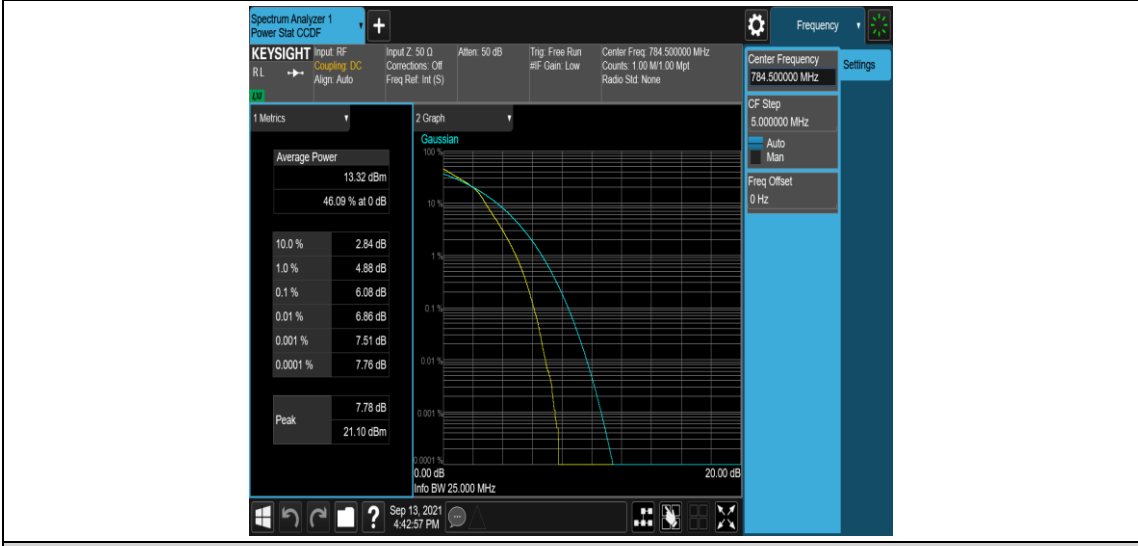 Spectrum Analyzer 1
Power Stat CCDF
+
Frequency
KEYSIGHT
Input: RF
Input Z: 50 Ω
Atten: 50 dB
Trig: Free Run
Center Freq: 784.500000 MHz
R L
Coupling: DC
Corrections: Off
#IF Gain: Low
Counts: 1.00 M/1.00 Mpt
Align: Auto
Freq Ref: Int (S)
Radio Std: None
Center Frequency
784.500000 MHz
Settings
CF Step
5.000000 MHz
Auto
Man
Freq Offset
0 Hz
1 Metrics
Average Power
13.32 dBm
46.09 % at 0 dB
10.0 % 2.84 dB
1.0 % 4.88 dB
0.1 % 6.08 dB
0.01 % 6.86 dB
0.001 % 7.51 dB
0.0001 % 7.76 dB
Peak
7.78 dB
21.10 dBm
2 Graph
Gaussian
100 %
10 %
1 %
0.1 %
0.01 %
0.001 %
0.0001 %
0.00 dB 20.00 dB
Info BW 25.000 MHz
?
Sep 13, 2021
4:42:57 PM